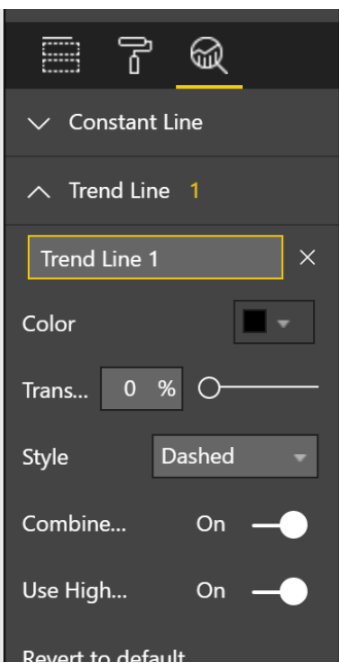 Constant Line
Trend Line 1
Trend Line 1
Color
Trans... 0 %
Style Dashed
Combine... On
Use High... On
Revert to default